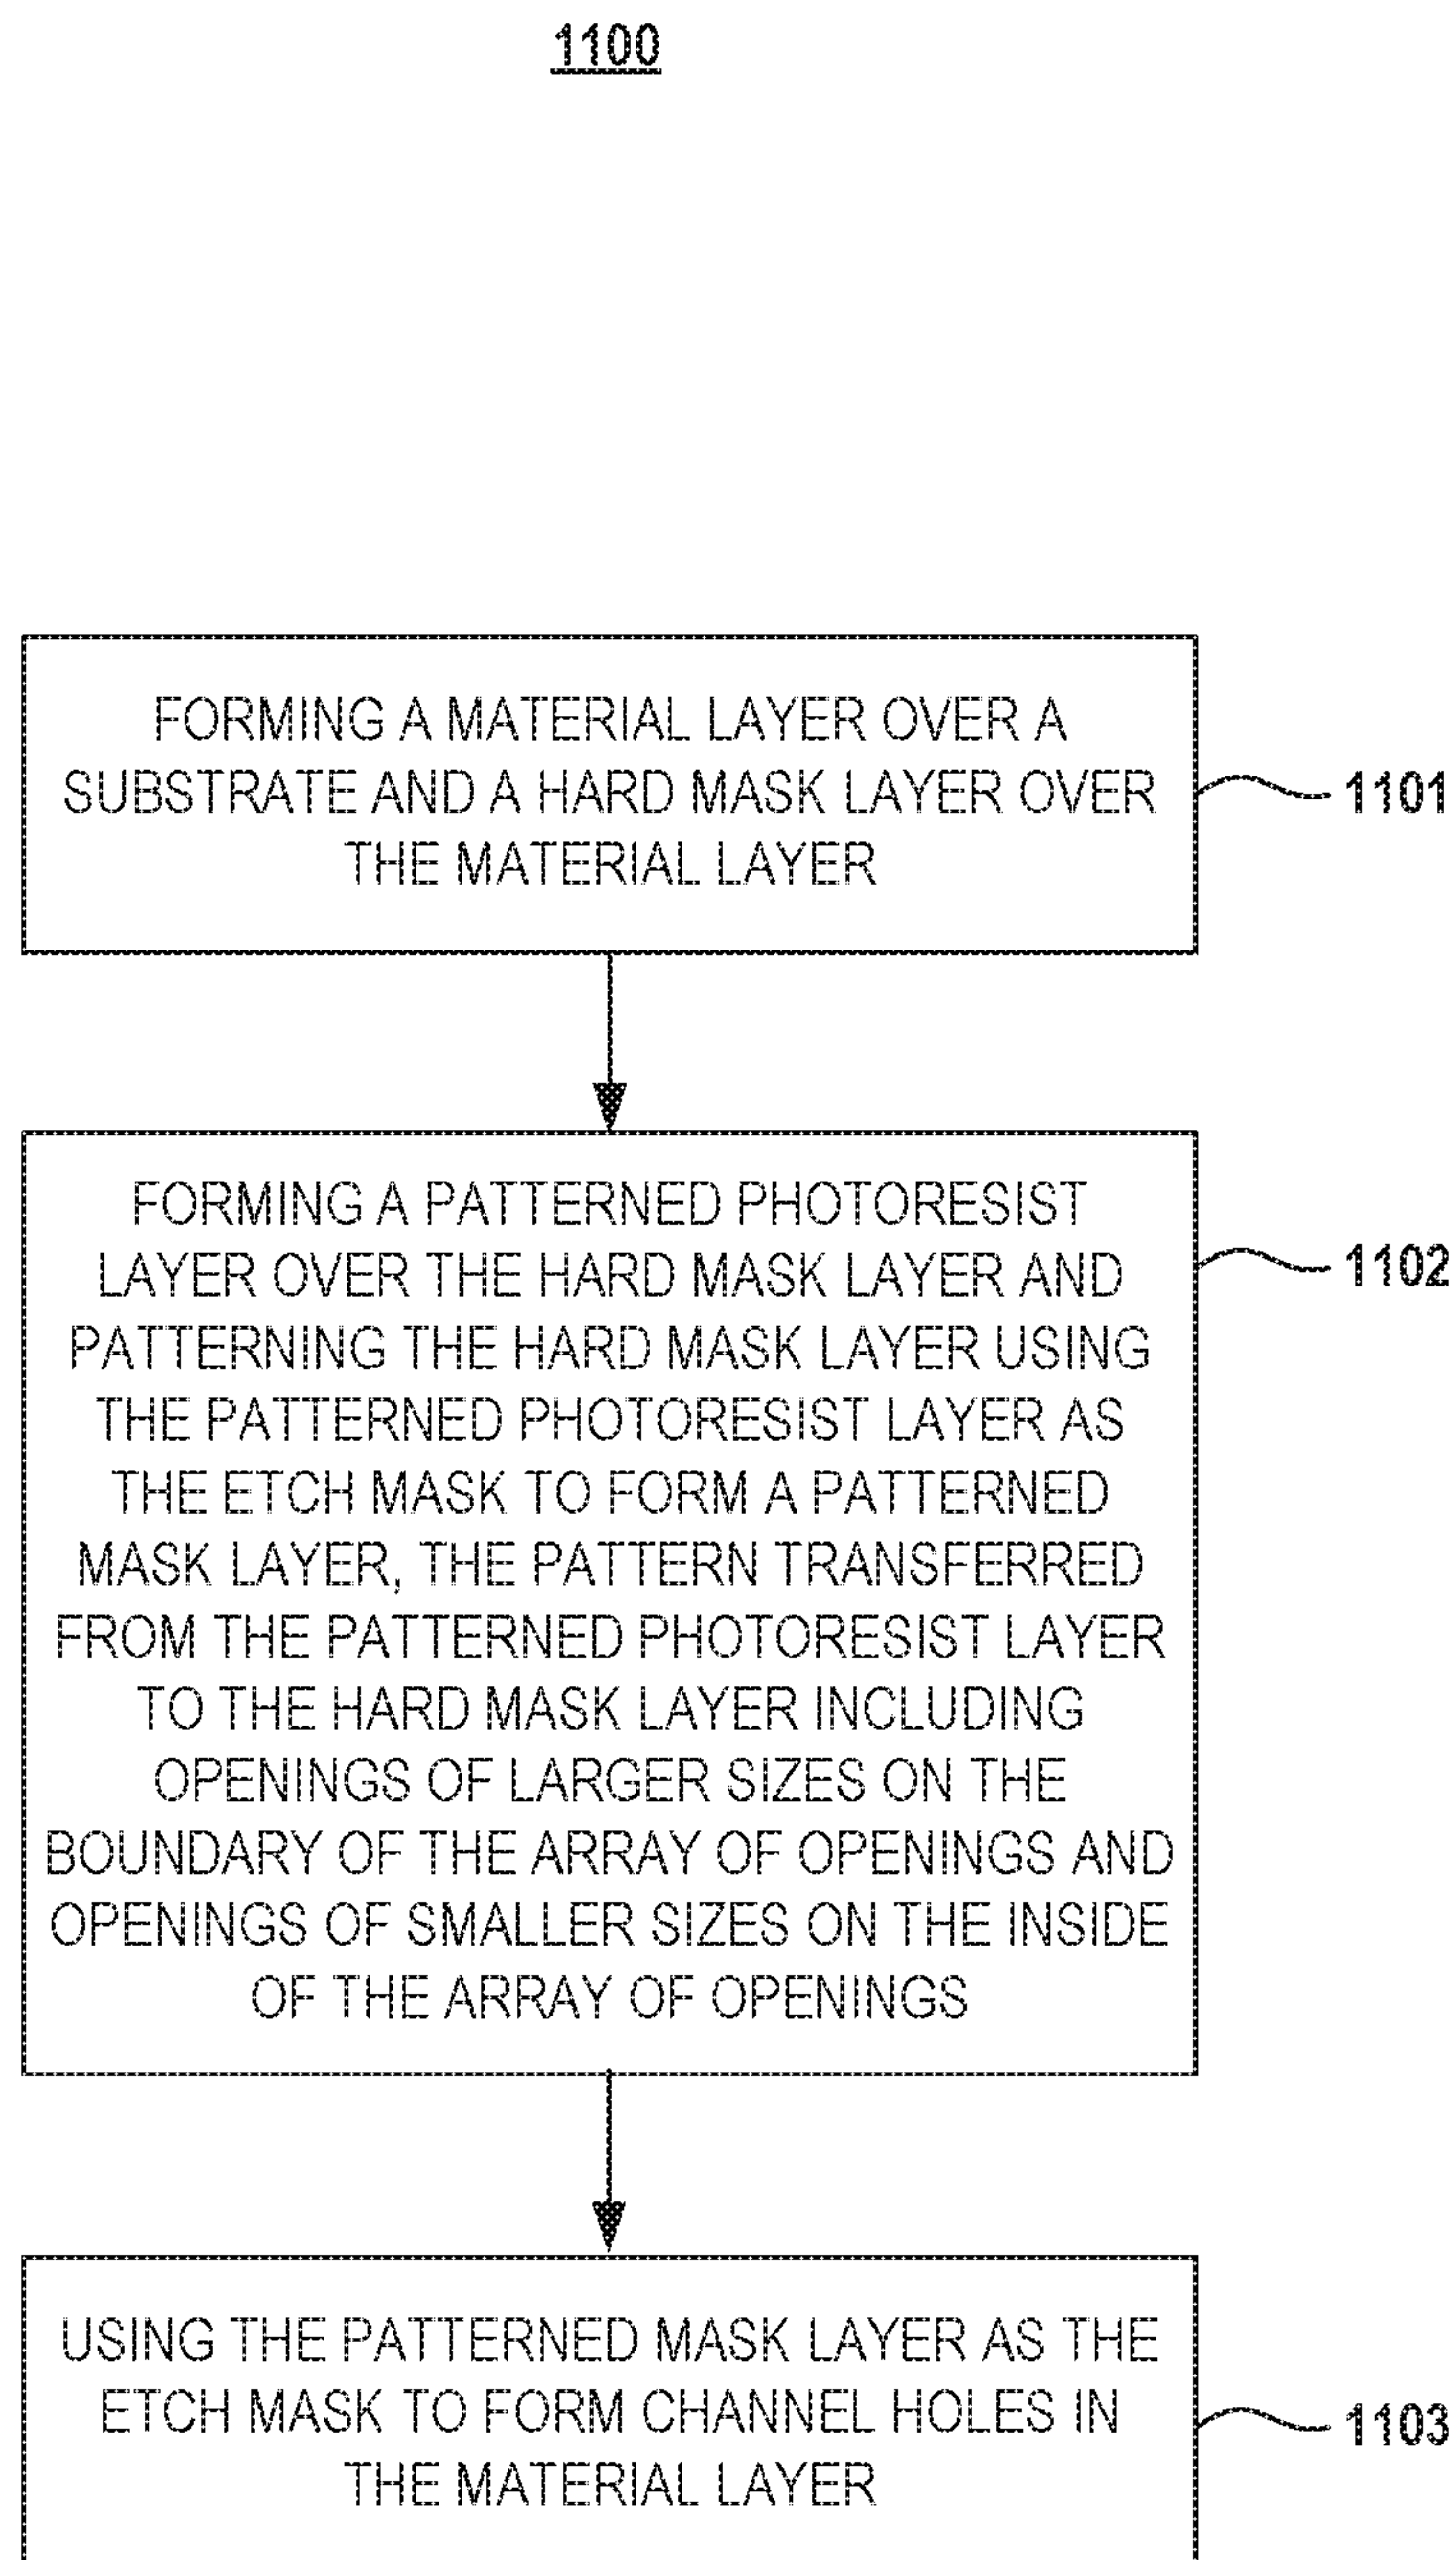 1100
FORMING A MATERIAL LAYER OVER A
SUBSTRATE AND A HARD MASK LAYER OVER
THE MATERIAL LAYER
1101
FORMING A PATTERNED PHOTORESIST
LAYER OVER THE HARD MASK LAYER AND
PATTERNING THE HARD MASK LAYER USING
THE PATTERNED PHOTORESIST LAYER AS
THE ETCH MASK TO FORM A PATTERNED
MASK LAYER, THE PATTERN TRANSFERRED
FROM THE PATTERNED PHOTORESIST LAYER
TO THE HARD MASK LAYER INCLUDING
OPENINGS OF LARGER SIZES ON THE
BOUNDARY OF THE ARRAY OF OPENINGS AND
OPENINGS OF SMALLER SIZES ON THE INSIDE
OF THE ARRAY OF OPENINGS
1102
USING THE PATTERNED MASK LAYER AS THE
ETCH MASK TO FORM CHANNEL HOLES IN
THE MATERIAL LAYER
1103